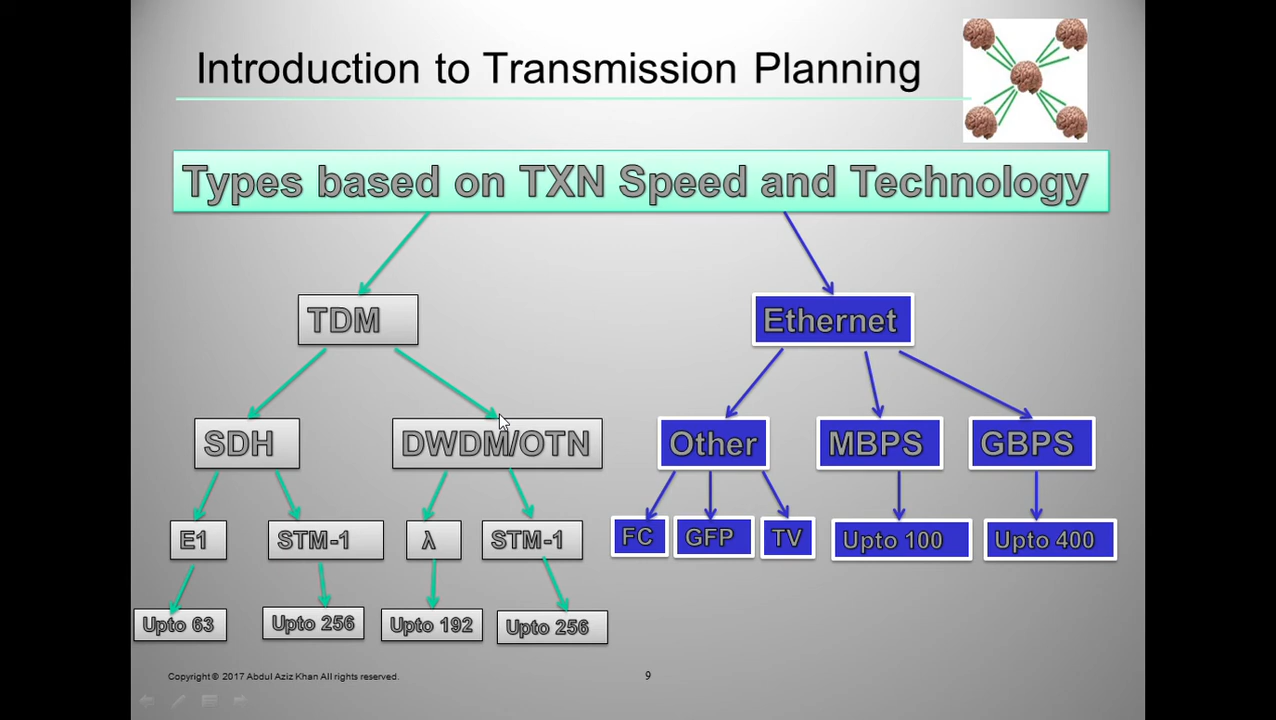 Introduction to Transmission Planning
Types based on TXN Speed and Technology
TDM
Ethernet
SDH
DWDM/OTN
Other
MBPS
GBPS
E1
STM-1
λ
STM-1
FC
GFP
TV
Upto 100
Upto 400
Upto 63
Upto 256
Upto 192
Upto 256
Copyright © 2017 Abdul Aziz Khan All rights reserved.
9